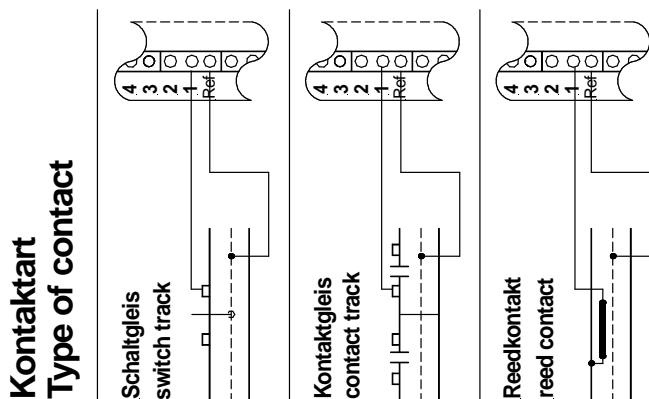 Kontaktart
Type of contact
4
3
2
1
Ref
Schaltgleis
switch track
4
3
2
1
Ref
Kontaktgleis
contact track
4
3
2
1
Ref
Reedkontakt
reed contact